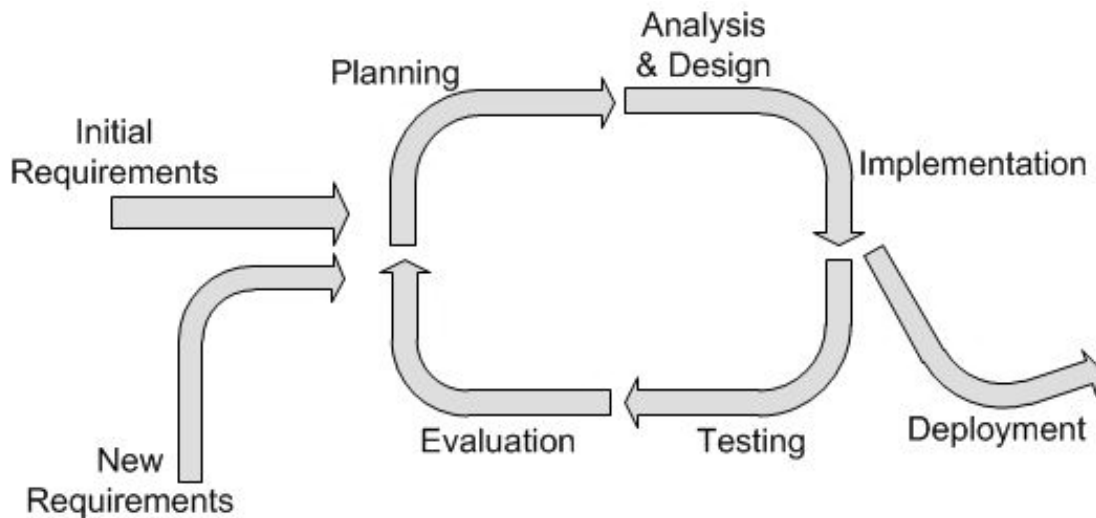 Analysis
& Design
Planning
Initial
Requirements
Implementation
Evaluation
Testing
Deployment
New
Requirements